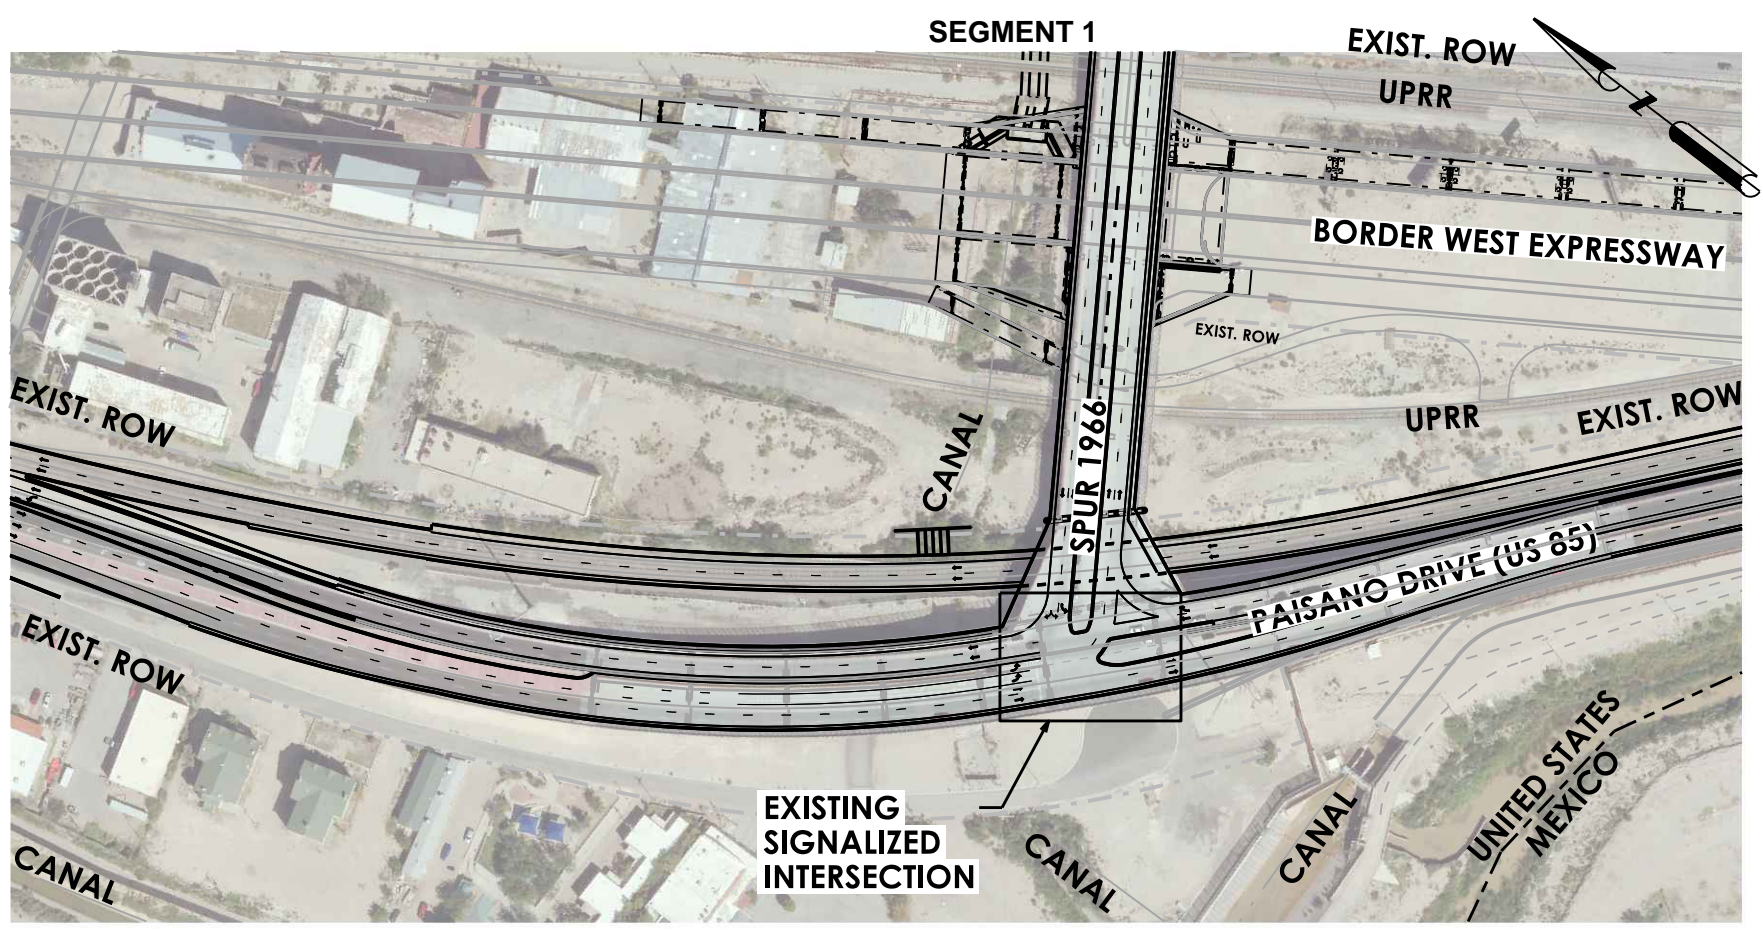 SEGMENT 1
EXIST. ROW
UPRR
BORDER WEST EXPRESSWAY
EXIST. ROW
EXIST. ROW
CANAL
SPUR 1966
UPRR
EXIST. ROW
PAISANO DRIVE (US 85)
EXIST. ROW
UNITED STATES
MEXICO
EXISTING
SIGNALIZED
INTERSECTION
CANAL
CANAL
CANAL